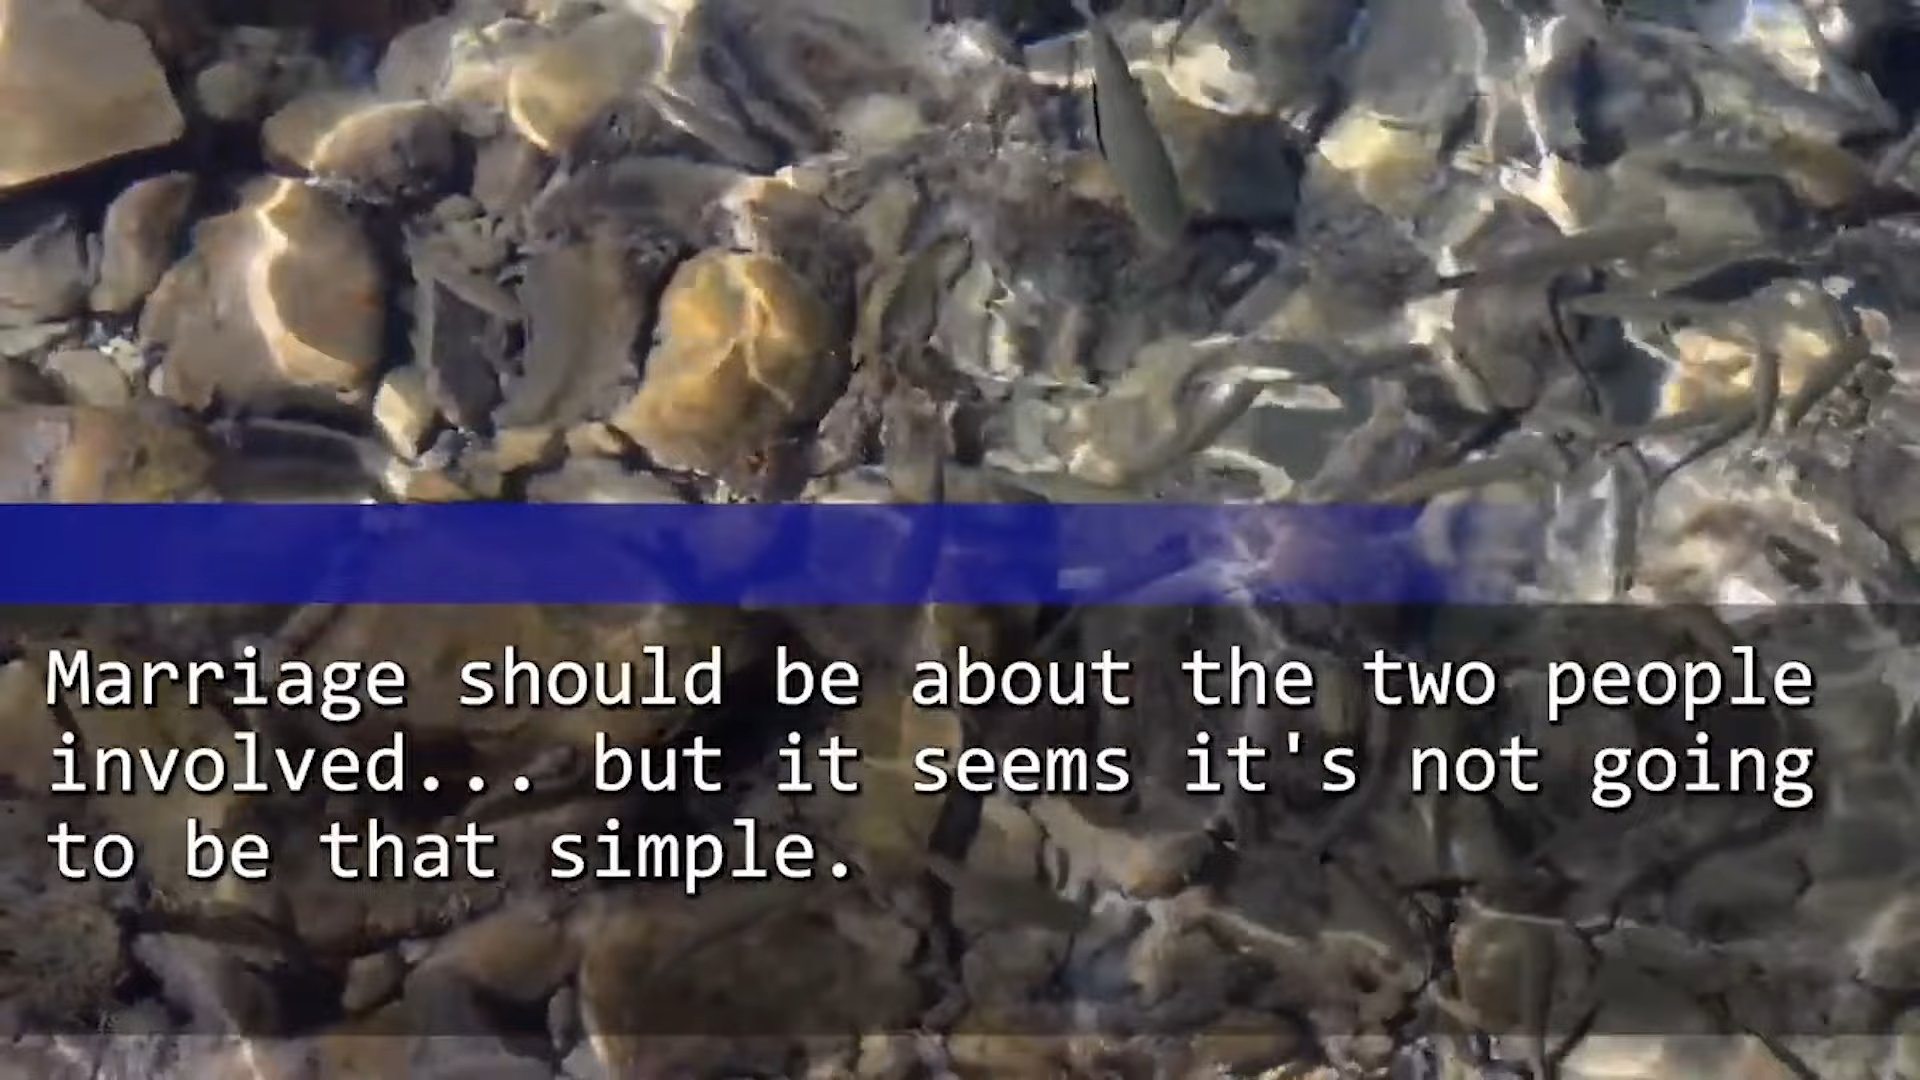 Marriage should be about the two people
involved... but it seems it's not going
to be that simple.